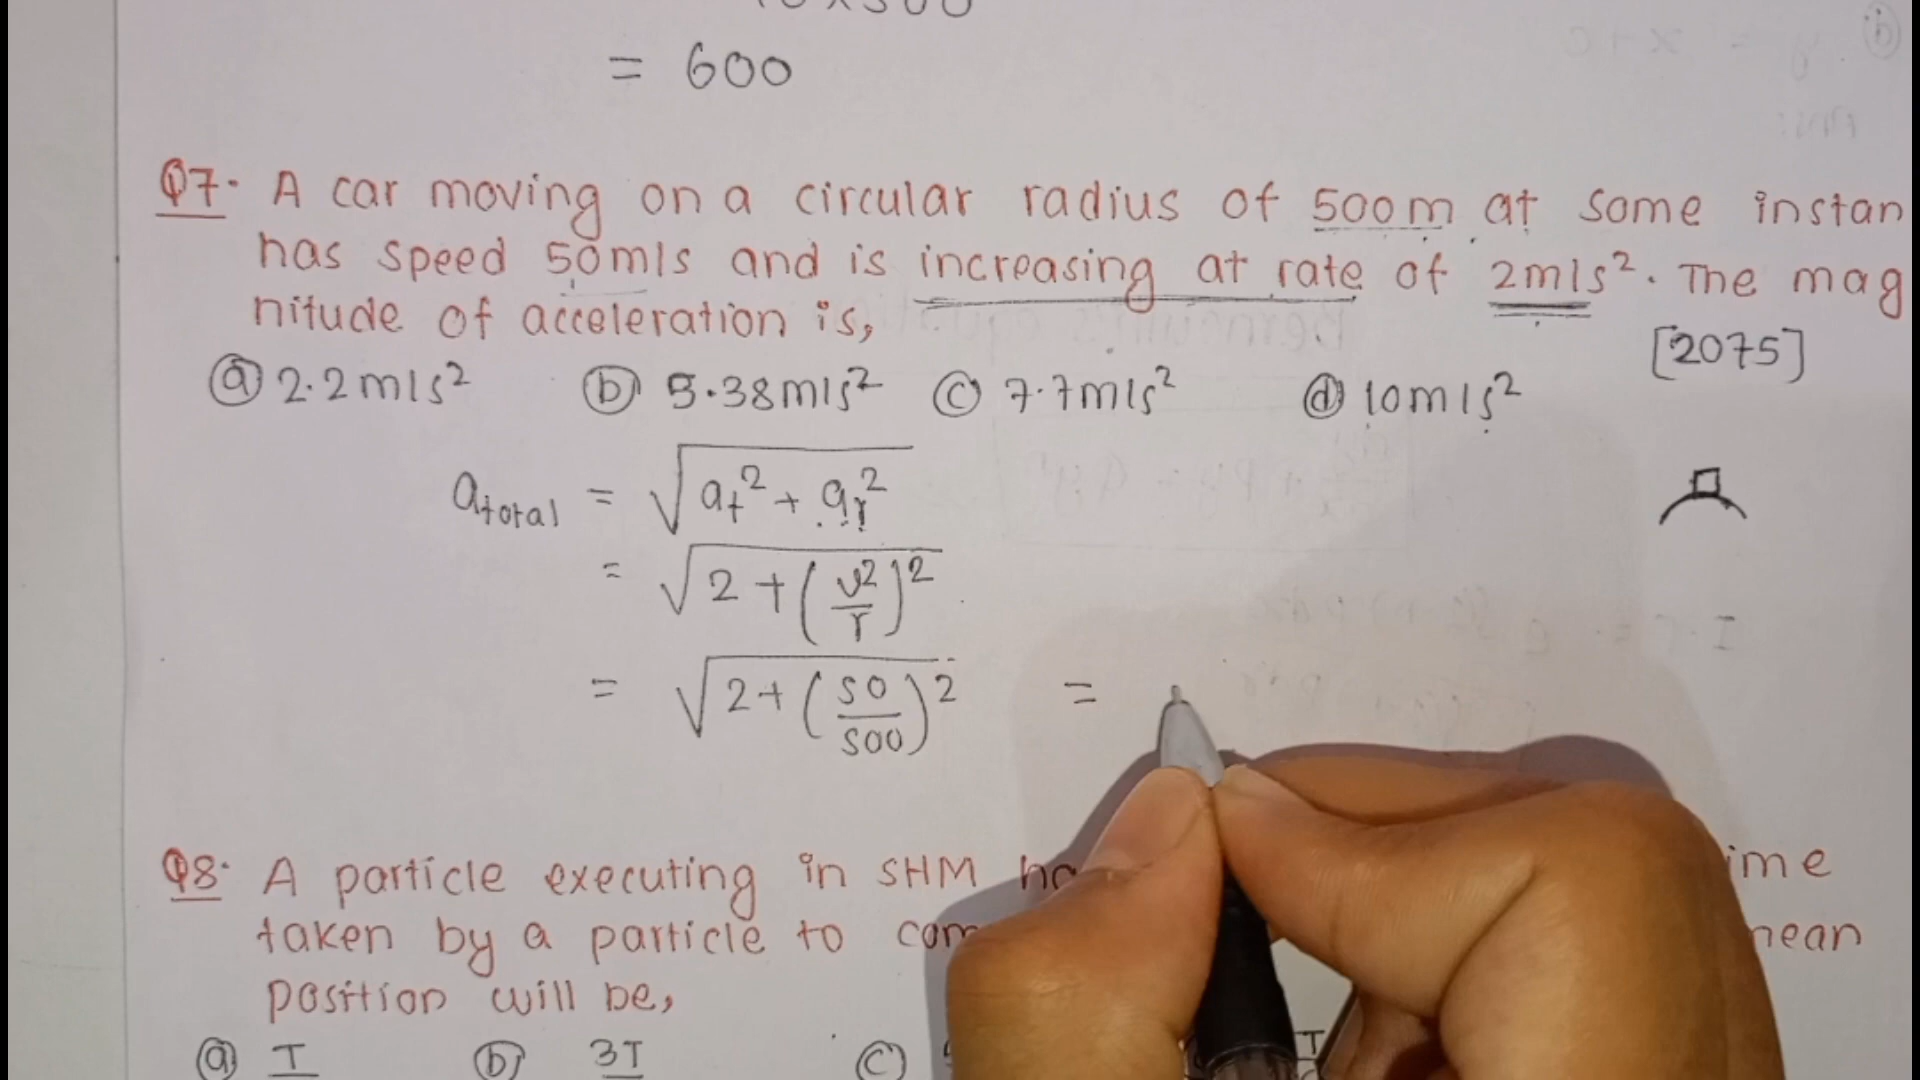 = 600
Q7. A car moving on a circular radius of 500m at some instan
has speed 50m/s and is increasing at rate of 2m/s². The mag
nitude of acceleration is,
[2075]
ⓐ 2.2m/s² ⓑ 5.38m/s² ⓒ 7.7m/s² ⓓ 10m/s²
a_total = √(a_t² + a_r²)
= √(2 + (v²/r)²)
= √(2 + (50/500)²) =
Q8. A particle executing in SHM ime
taken by a particle to mean
position will be,
ⓐ T ⓑ 3T ⓒ T